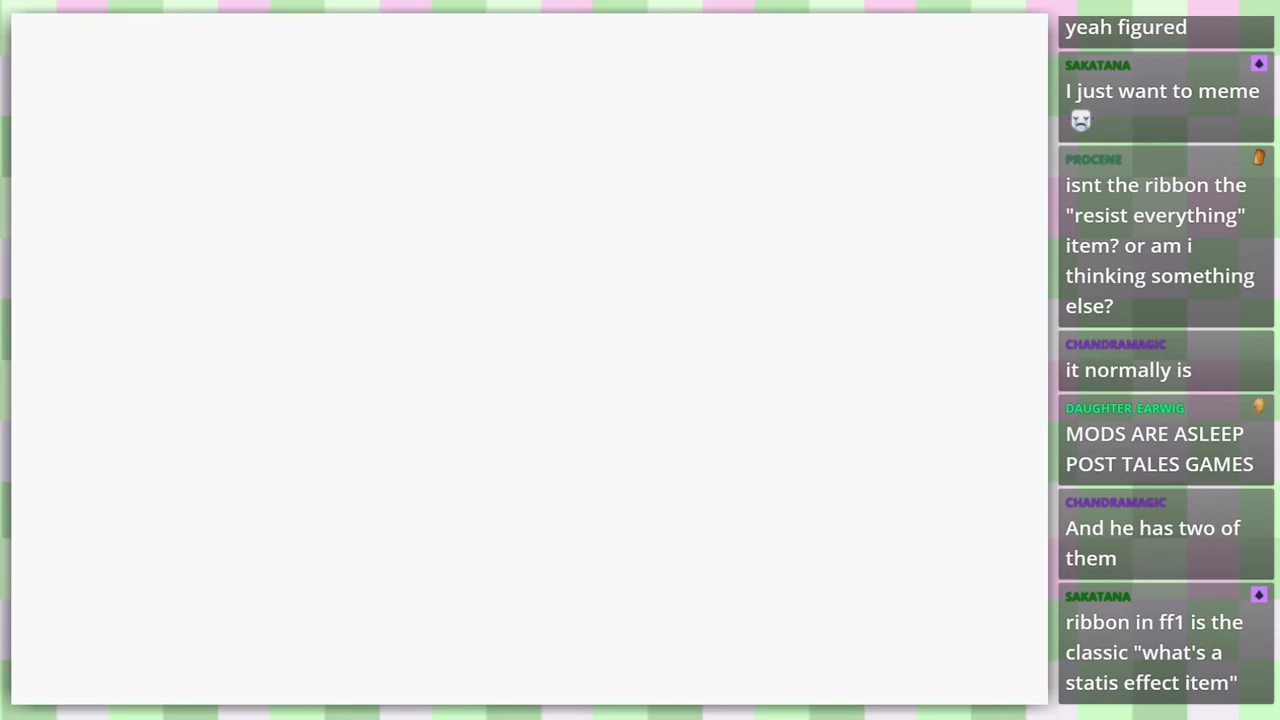 yeah figured
SAKATANA
I just want to meme
PROCENE
isnt the ribbon the
"resist everything"
item? or am i
thinking something
else?
CHANDRAMAGIC
it normally is
DAUGHTER_EARWIG
MODS ARE ASLEEP
POST TALES GAMES
CHANDRAMAGIC
And he has two of
them
SAKATANA
ribbon in ff1 is the
classic "what's a
statis effect item"